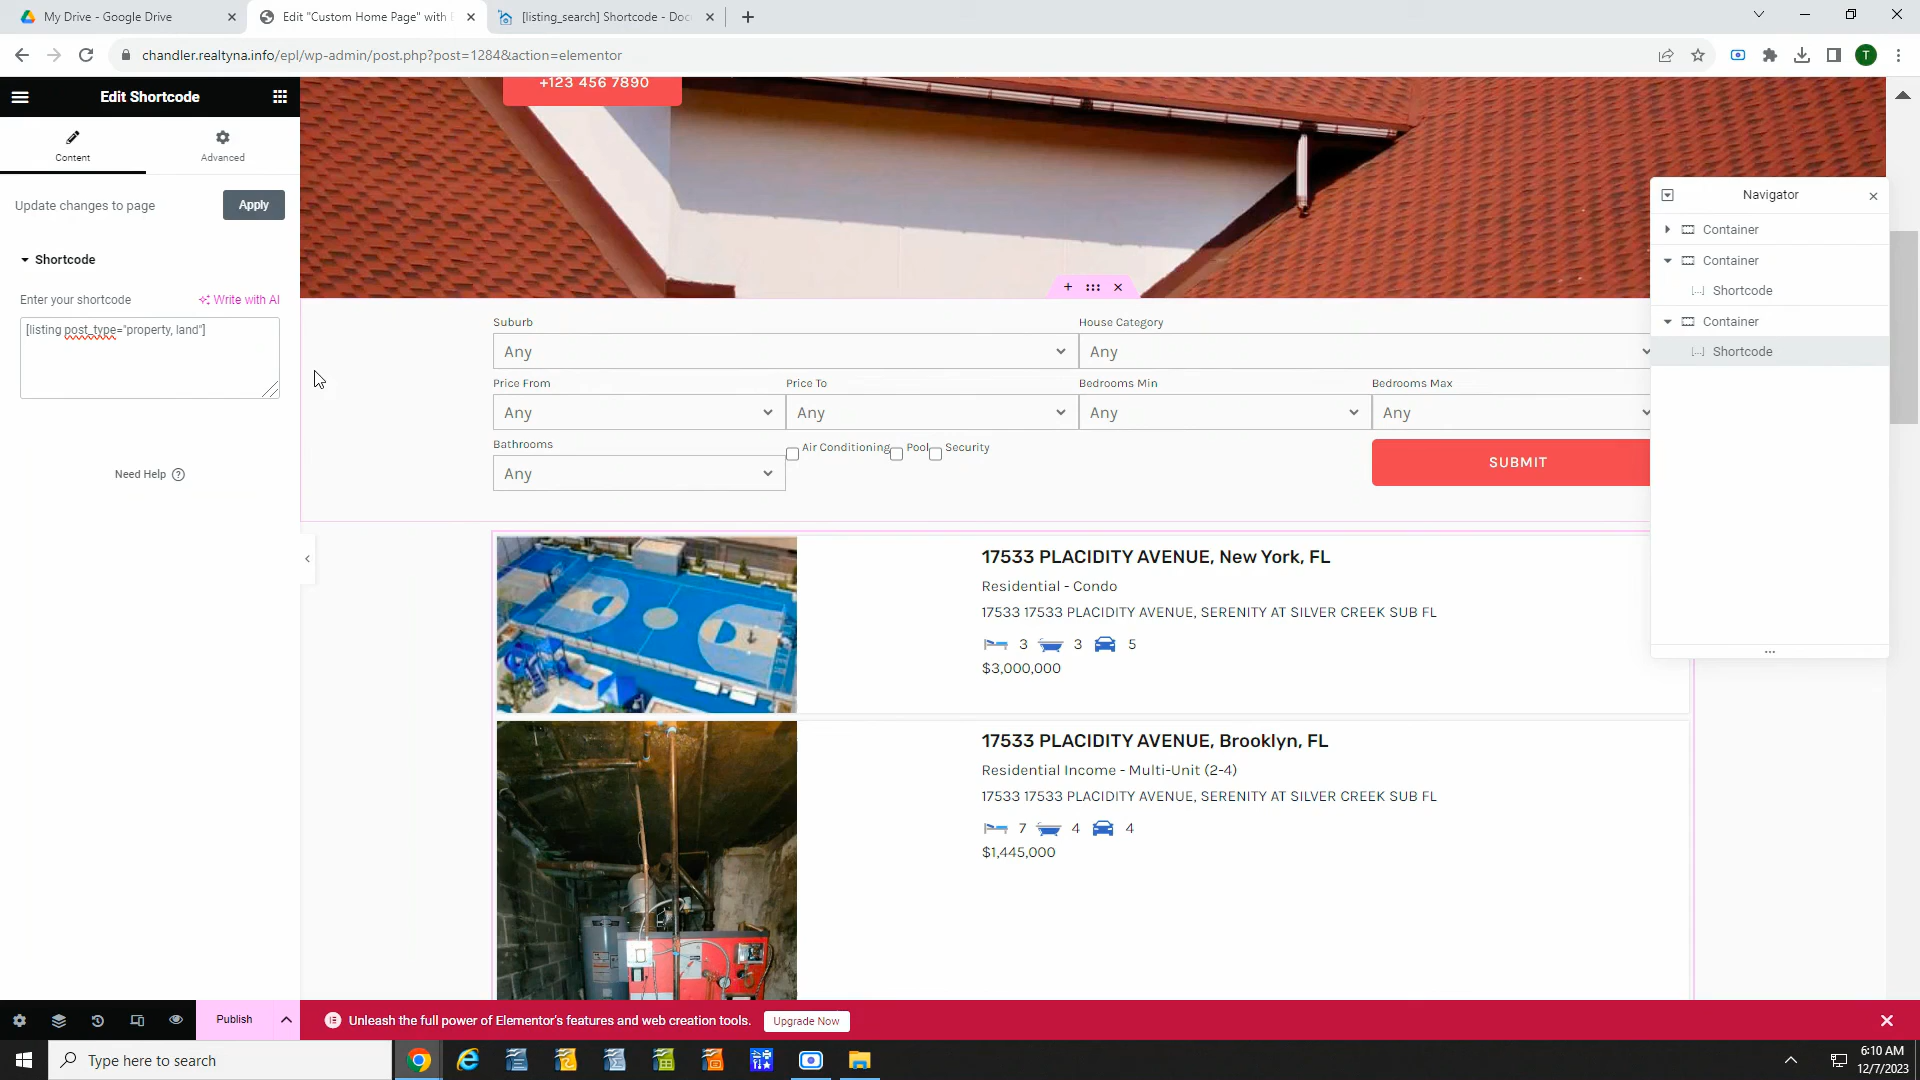 My Drive - Google Drive
Edit "Custom Home Page" with
[listing_search] Shortcode - Doc
chandler.realtyna.info/epl/wp-admin/post.php?post=1284&action=elementor
T
Edit Shortcode
Content
Advanced
Update changes to page
Apply
Shortcode
Enter your shortcode
Write with AI
[listing post_type="property, land"]
Need Help
+123 456 7890
Suburb
House Category
Any
Any
Price From
Price To
Bedrooms Min
Bedrooms Max
Any
Any
Any
Any
Bathrooms
Air Conditioning
Pool
Security
Any
SUBMIT
17533 PLACIDITY AVENUE, New York, FL
Residential - Condo
17533 17533 PLACIDITY AVENUE, SERENITY AT SILVER CREEK SUB FL
3 3 5
$3,000,000
17533 PLACIDITY AVENUE, Brooklyn, FL
Residential Income - Multi-Unit (2-4)
17533 17533 PLACIDITY AVENUE, SERENITY AT SILVER CREEK SUB FL
7 4 4
$1,445,000
Navigator
Container
Container
Shortcode
Container
Shortcode
Publish
Unleash the full power of Elementor's features and web creation tools.
Upgrade Now
Type here to search
6:10 AM
12/7/2023